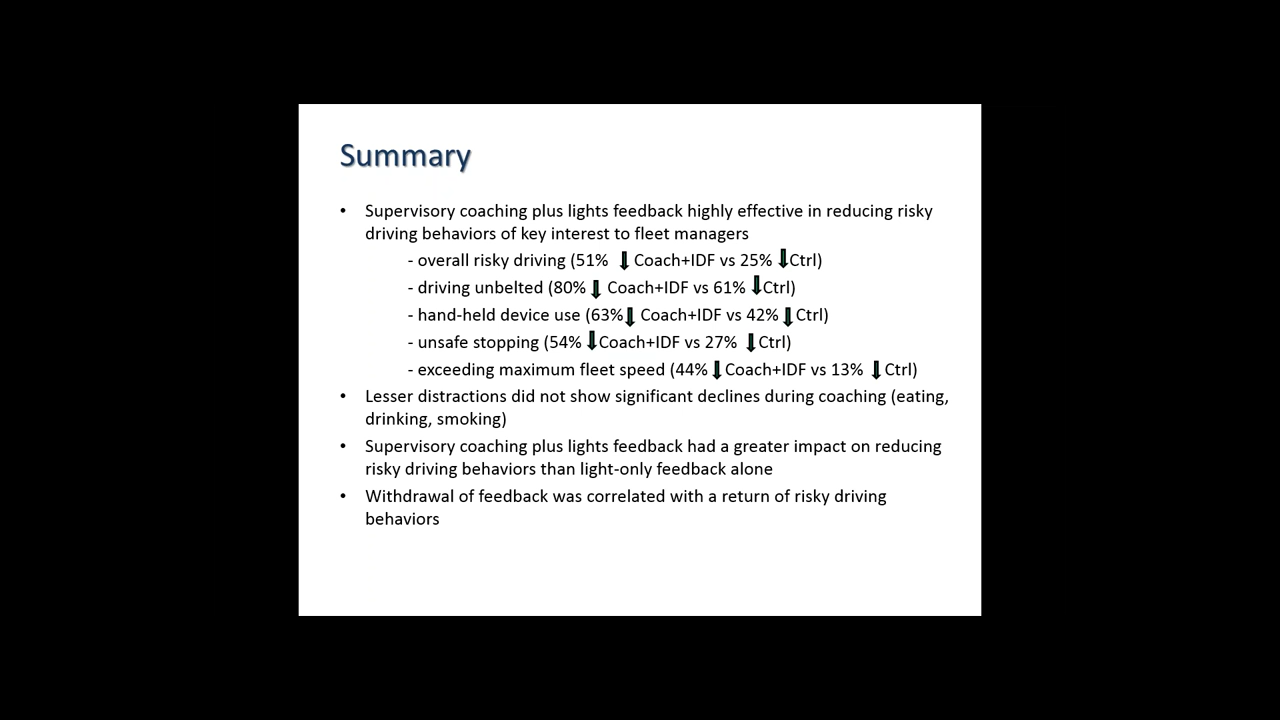 Summary
• Supervisory coaching plus lights feedback highly effective in reducing risky
driving behaviors of key interest to fleet managers
- overall risky driving (51% ⬇ Coach+IDF vs 25% ⬇Ctrl)
- driving unbelted (80%⬇ Coach+IDF vs 61% ⬇Ctrl)
- hand-held device use (63%⬇ Coach+IDF vs 42% ⬇Ctrl)
- unsafe stopping (54% ⬇Coach+IDF vs 27% ⬇Ctrl)
- exceeding maximum fleet speed (44%⬇Coach+IDF vs 13% ⬇Ctrl)
• Lesser distractions did not show significant declines during coaching (eating,
drinking, smoking)
• Supervisory coaching plus lights feedback had a greater impact on reducing
risky driving behaviors than light-only feedback alone
• Withdrawal of feedback was correlated with a return of risky driving
behaviors